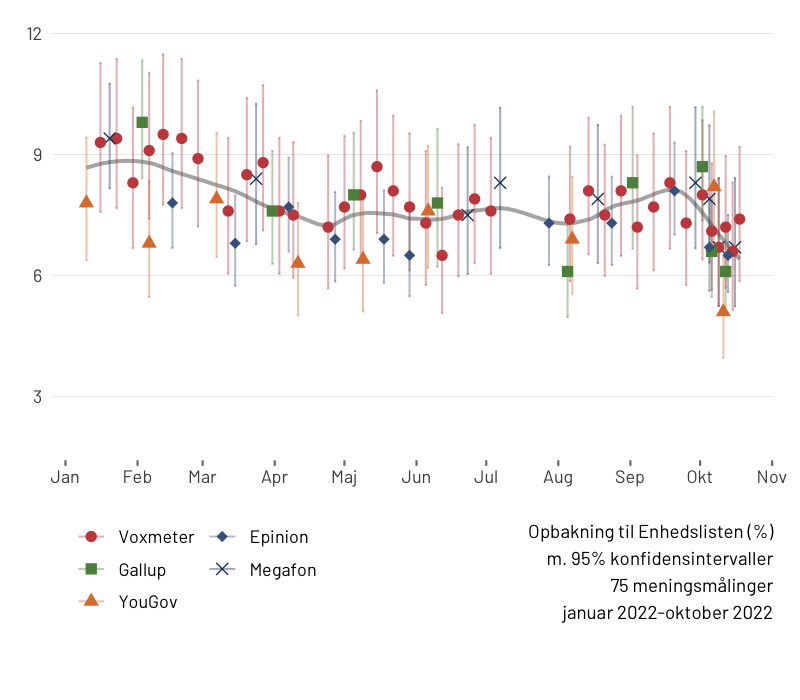 12
9
6
3
Jan Feb Mar Apr Maj Jun Jul Aug Sep Okt Nov
Voxmeter Epinion
Gallup Megafon
YouGov
Opbakning til Enhedslisten (%)
m. 95% konfidensintervaller
75 meningsmålinger
januar 2022-oktober 2022